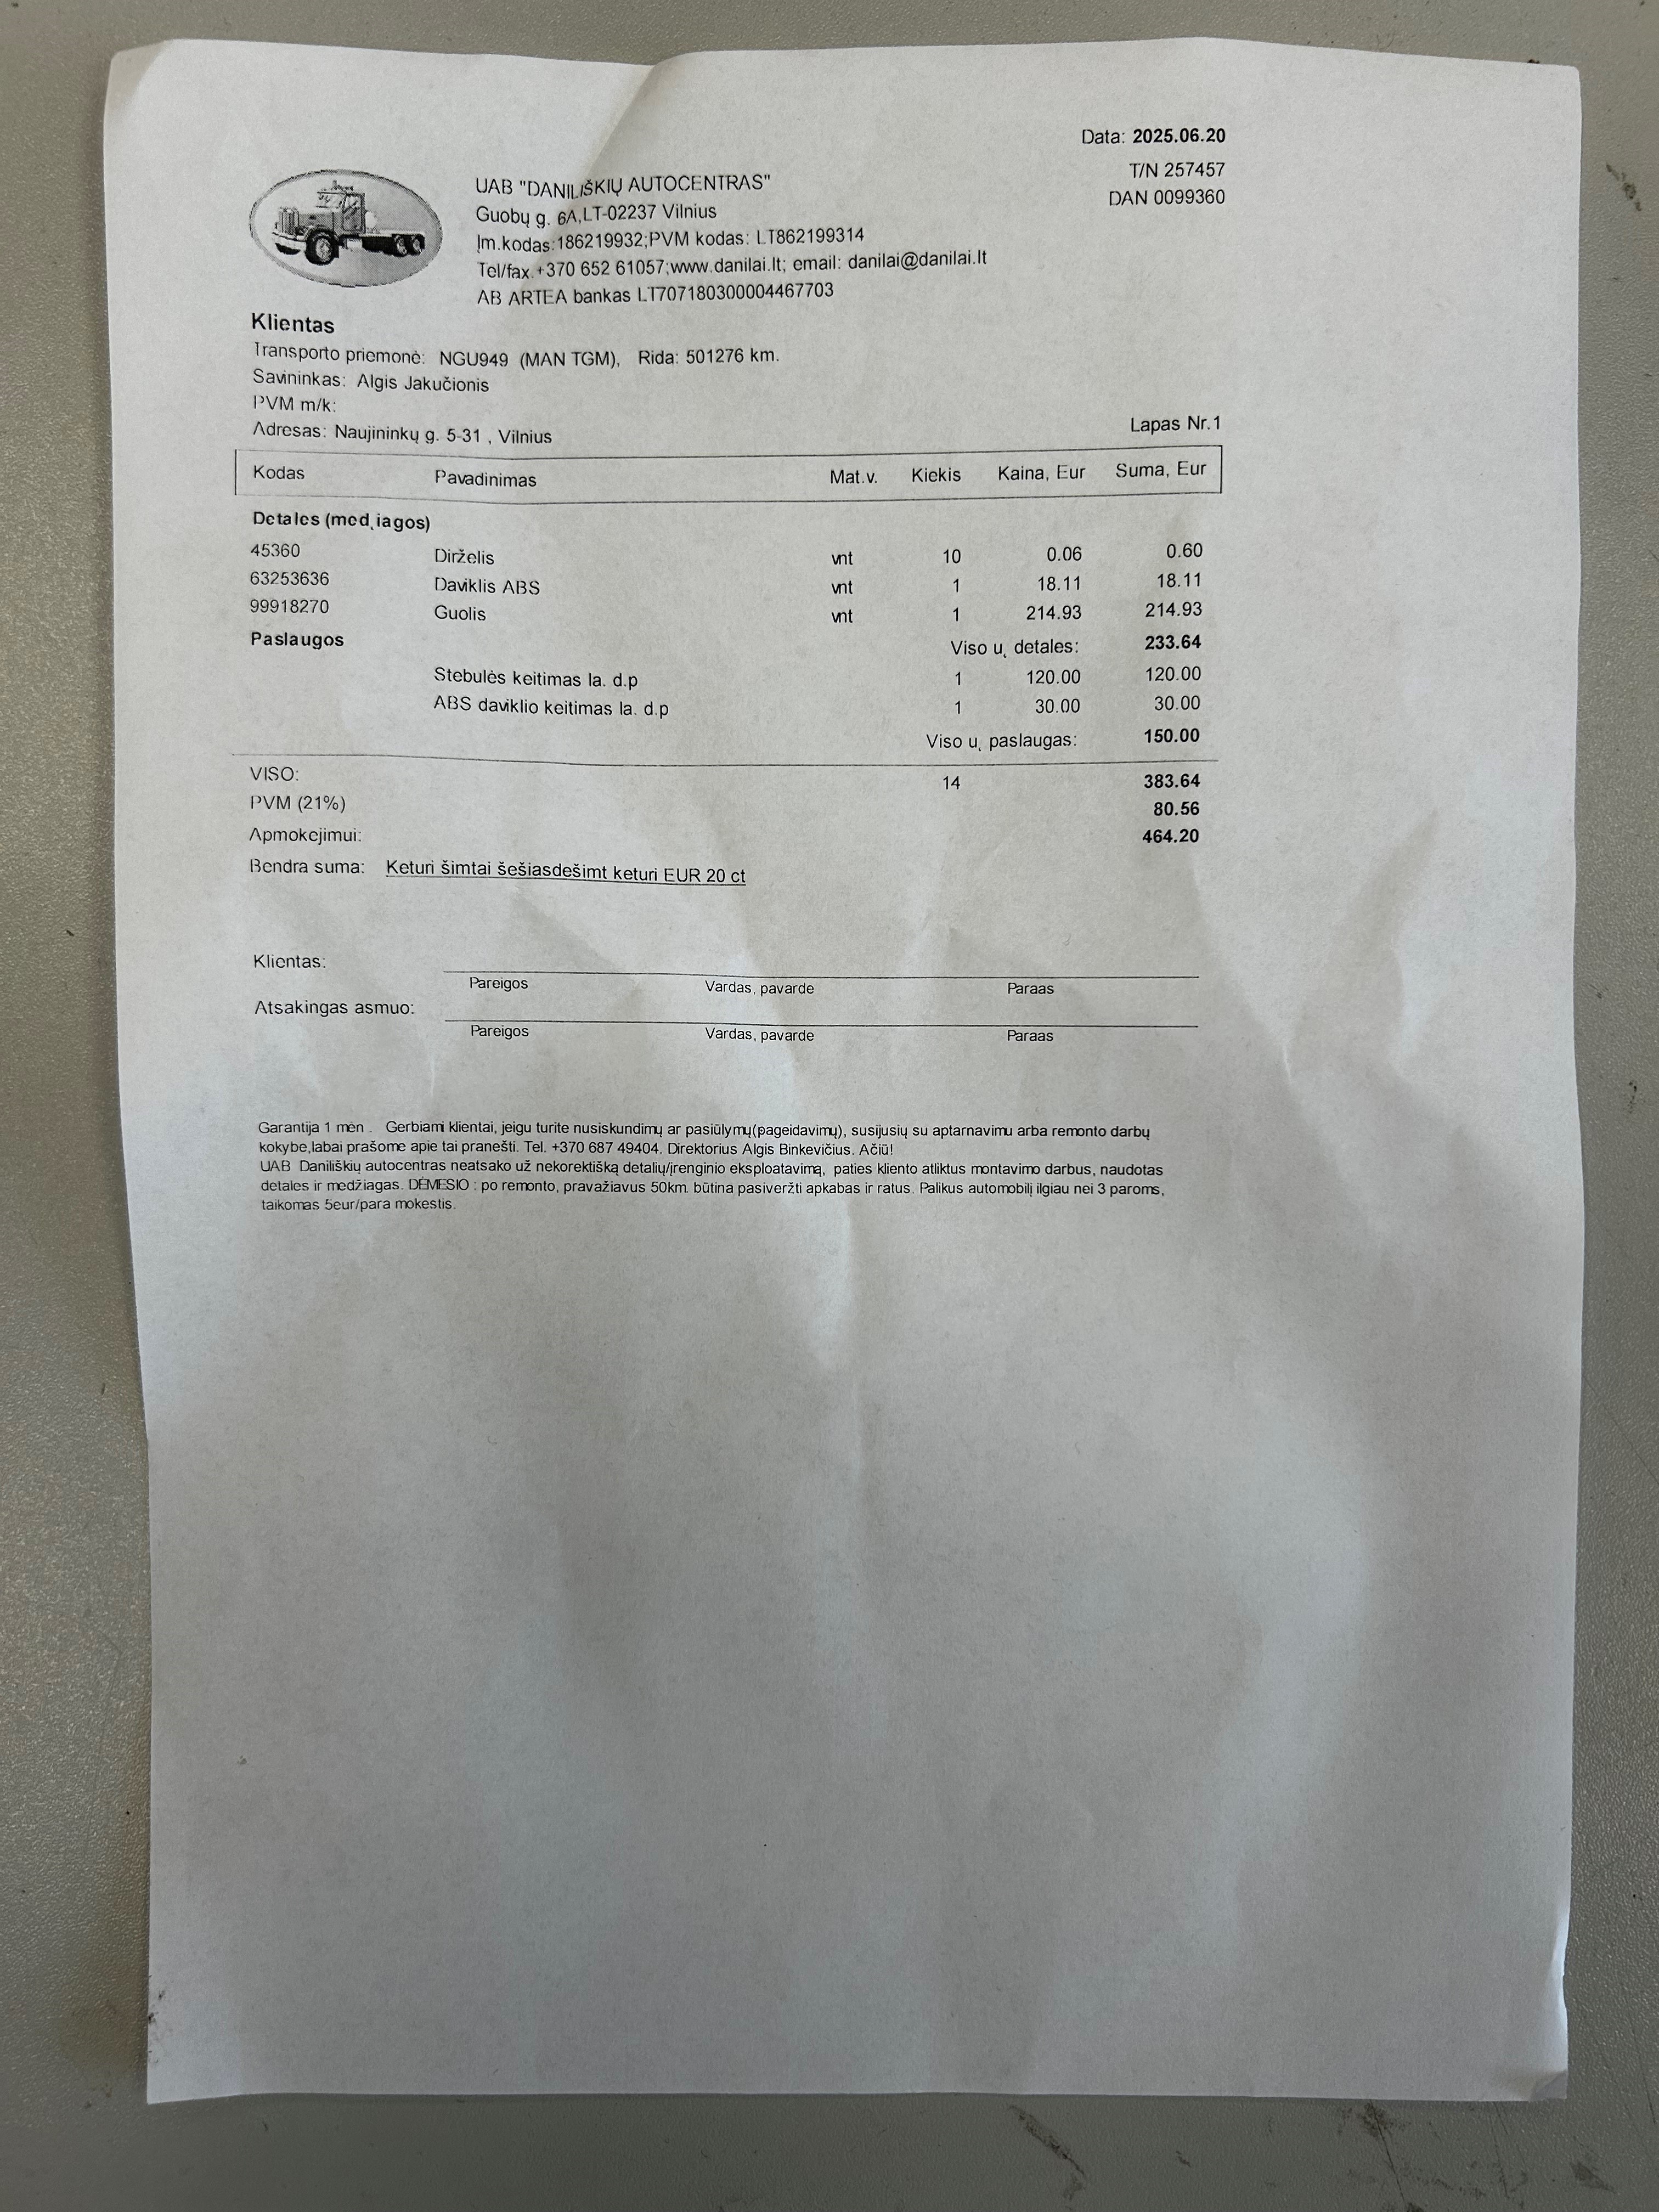 Data: 2025.06.20
T/N 257457
DAN 0099360
UAB "DANILIŠKIŲ AUTOCENTRAS"
Guobų g. 6A,LT-02237 Vilnius
Įm.kodas:186219932;PVM kodas: LT862199314
Tel/fax.+370 652 61057;www.danilai.lt; email: danilai@danilai.lt
AB ARTEA bankas LT707180300004467703
Klientas
Transporto priemonė: NGU949 (MAN TGM), Rida: 501276 km.
Savininkas: Algis Jakučionis
PVM m/k:
Adresas: Naujininkų g. 5-31 , Vilnius
Lapas Nr.1
Kodas Pavadinimas Mat.v. Kiekis Kaina, Eur Suma, Eur
Detales (med˛iagos)
45360 Dirželis vnt 10 0.06 0.60
63253636 Daviklis ABS vnt 1 18.11 18.11
99918270 Guolis vnt 1 214.93 214.93
Paslaugos Viso u˛ detales: 233.64
Stebulės keitimas la. d.p 1 120.00 120.00
ABS daviklio keitimas la. d.p 1 30.00 30.00
Viso u˛ paslaugas: 150.00
VISO: 14 383.64
PVM (21%) 80.56
Apmokejimui: 464.20
Bendra suma: Keturi šimtai šešiasdešimt keturi EUR 20 ct
Klientas:
Pareigos Vardas, pavarde Paraas
Atsakingas asmuo:
Pareigos Vardas, pavarde Paraas
Garantija 1 mėn . Gerbiami klientai, jeigu turite nusiskundimų ar pasiūlymų(pageidavimų), susijusių su aptarnavimu arba remonto darbų
kokybe,labai prašome apie tai pranešti. Tel. +370 687 49404. Direktorius Algis Binkevičius. Ačiū!
UAB Daniliškių autocentras neatsako už nekorektišką detalių/įrenginio eksploatavimą, paties kliento atliktus montavimo darbus, naudotas
detales ir medžiagas. DĖMESIO : po remonto, pravažiavus 50km. būtina pasiveržti apkabas ir ratus. Palikus automobilį ilgiau nei 3 paroms,
taikomas 5eur/para mokestis.